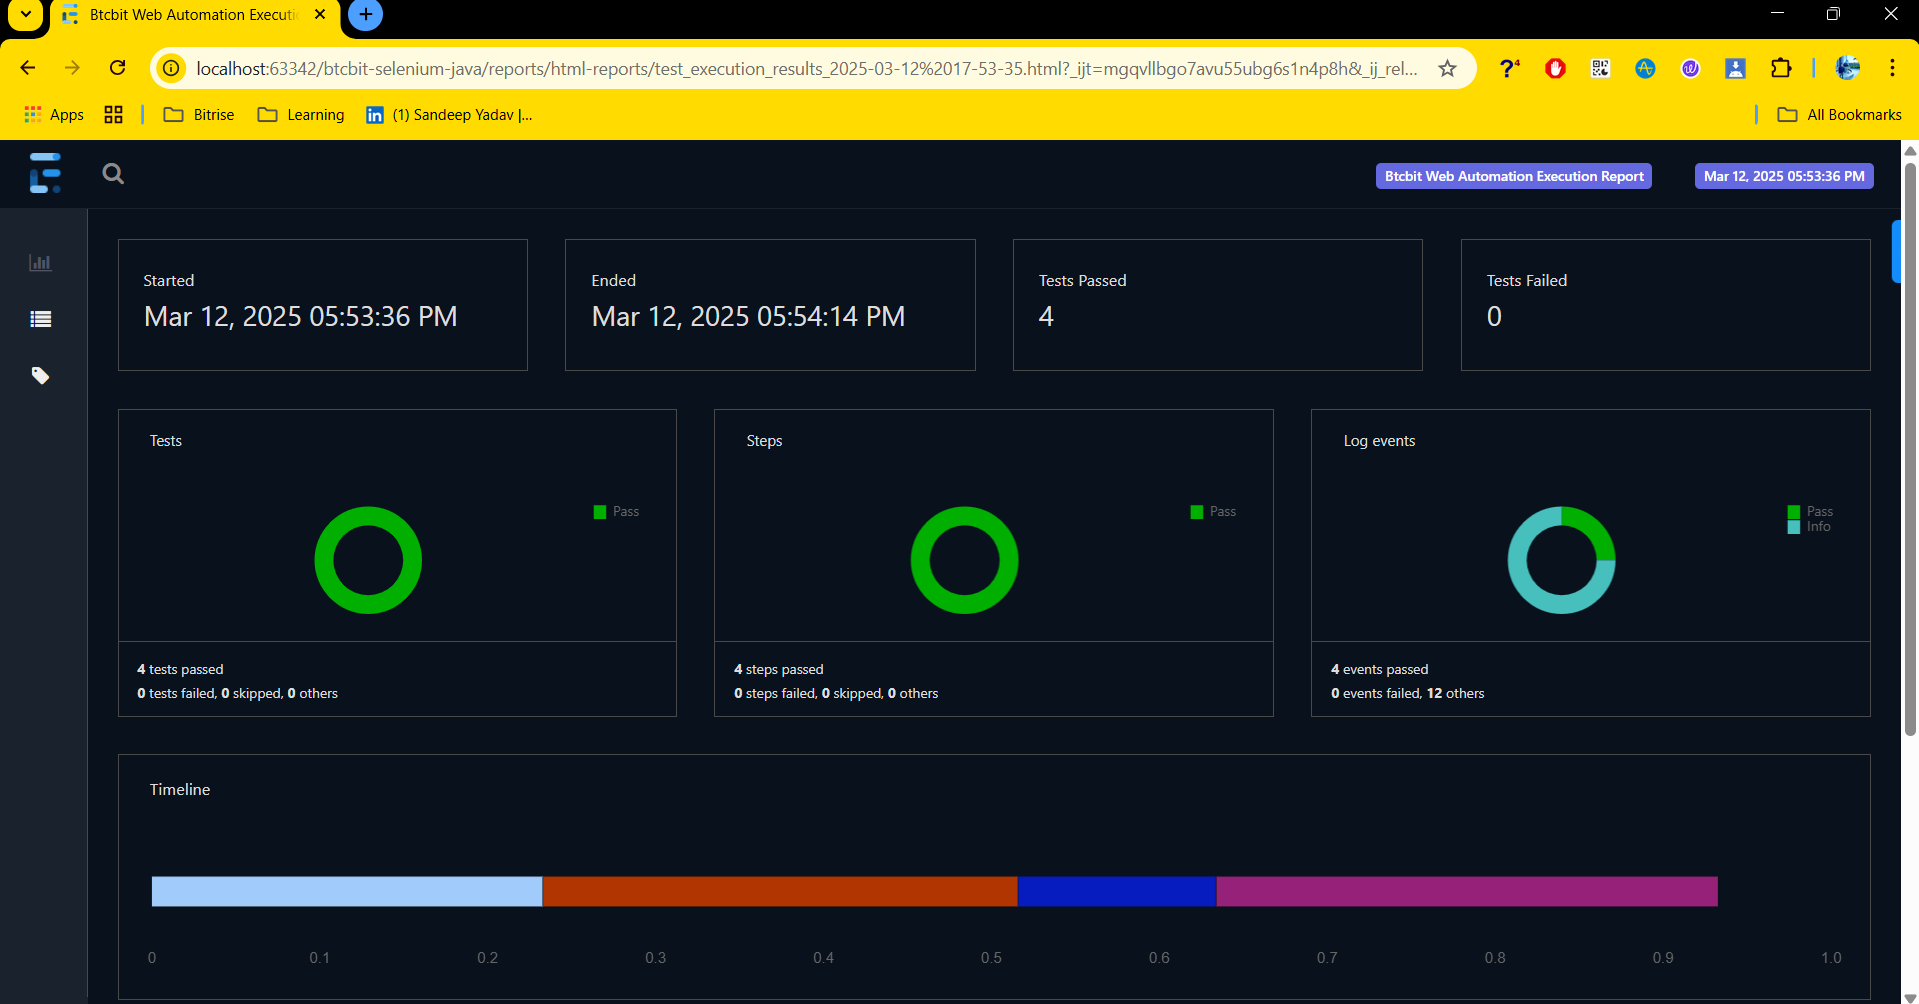 Btcbit Web Automation Executi
localhost:63342/btcbit-selenium-java/reports/html-reports/test_execution_results_2025-03-12%2017-53-35.html?_ijt=mgqvllbgo7avu55ubg6s1n4p8h&_ij_rel...
?4
Apps
Bitrise
Learning
(1) Sandeep Yadav |...
All Bookmarks
Btcbit Web Automation Execution Report
Mar 12, 2025 05:53:36 PM
Started
Mar 12, 2025 05:53:36 PM
Ended
Mar 12, 2025 05:54:14 PM
Tests Passed
4
Tests Failed
0
Tests
Pass
4 tests passed
0 tests failed, 0 skipped, 0 others
Steps
Pass
4 steps passed
0 steps failed, 0 skipped, 0 others
Log events
Pass
Info
4 events passed
0 events failed, 12 others
Timeline
0 0.1 0.2 0.3 0.4 0.5 0.6 0.7 0.8 0.9 1.0